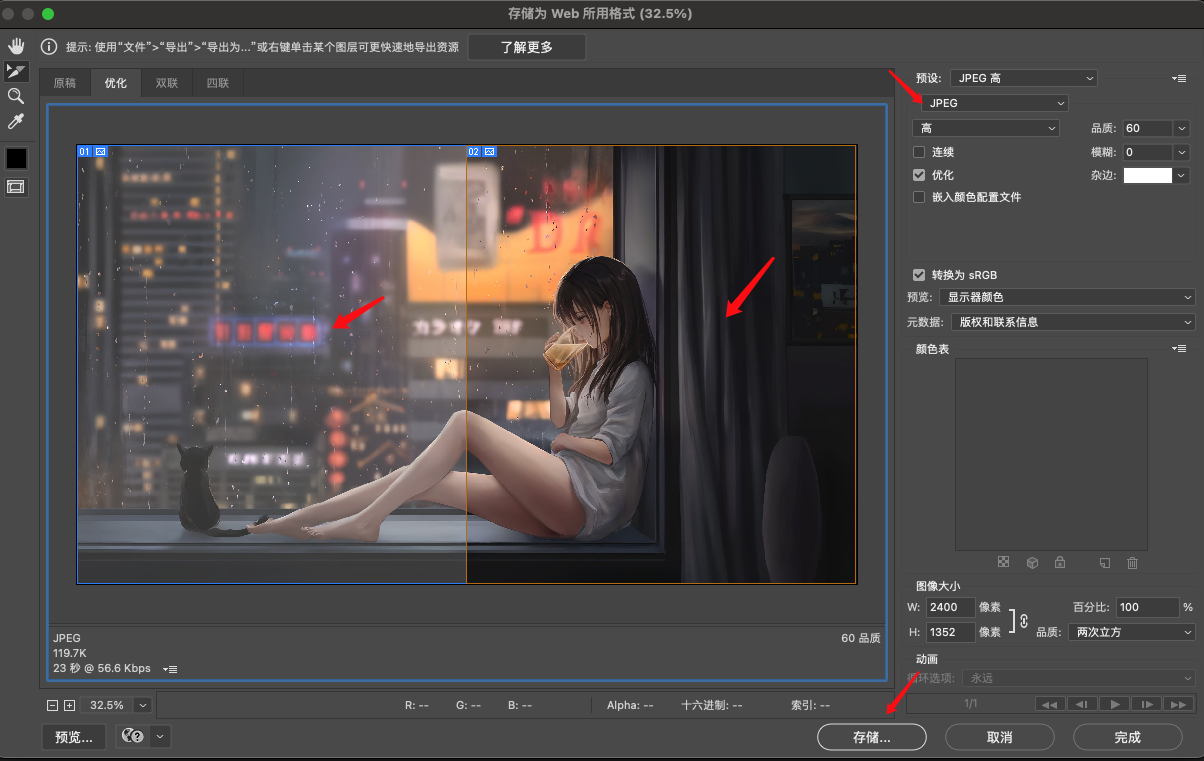 存储为 Web 所用格式 (32.5%)
提示: 使用“文件”>“导出”>“导出为...”或右键单击某个图层可更快速地导出资源
了解更多
原稿 优化 双联 四联
01 02
カラオケ
JPEG
119.7K
23 秒 @ 56.6 Kbps
60 品质
32.5%
R: -- G: -- B: -- Alpha: -- 十六进制: -- 索引: --
预览... 存储... 取消 完成
预设: JPEG 高
JPEG
高 品质: 60
连续 模糊: 0
优化 杂边:
嵌入颜色配置文件
转换为 sRGB
预览: 显示器颜色
元数据: 版权和联系信息
颜色表
图像大小
W: 2400 像素 百分比: 100 %
H: 1352 像素 品质: 两次立方
动画
循环选项: 永远
1/1